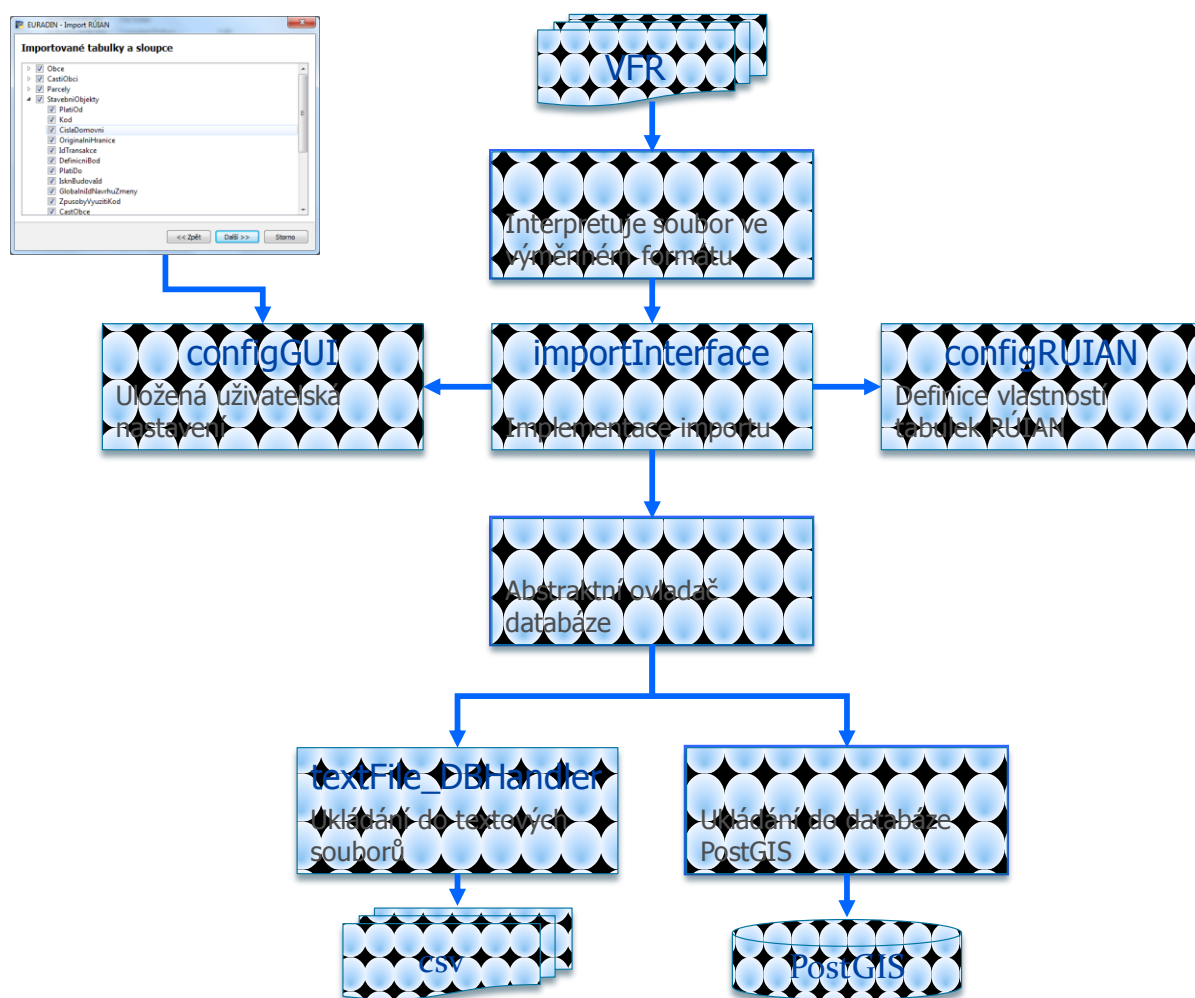 EURADIN - Import RÚIAN
Importované tabulky a sloupce
Obce
CastiObci
Parcely
StavebniObjekty
PlatiOd
Kod
CislaDomovni
OriginalniHranice
IdTransakce
DefinicniBod
PlatiDo
IsknBudovaId
GlobalniIdNavrhuZmeny
ZpusobyVyuzitiKod
CastObce
<< Zpět
Další >>
Storno
VFR
Interpretuje soubor ve
výměnném formátu
configGUI
Uložená uživatelská
nastavení
importInterface
Implementace importu
configRUIAN
Definice vlastností
tabulek RÚIAN
Abstraktní ovladač
databáze
textFile_DBHandler
Ukládání do textových
souborů
Ukládání do databáze
PostGIS
csv
PostGIS